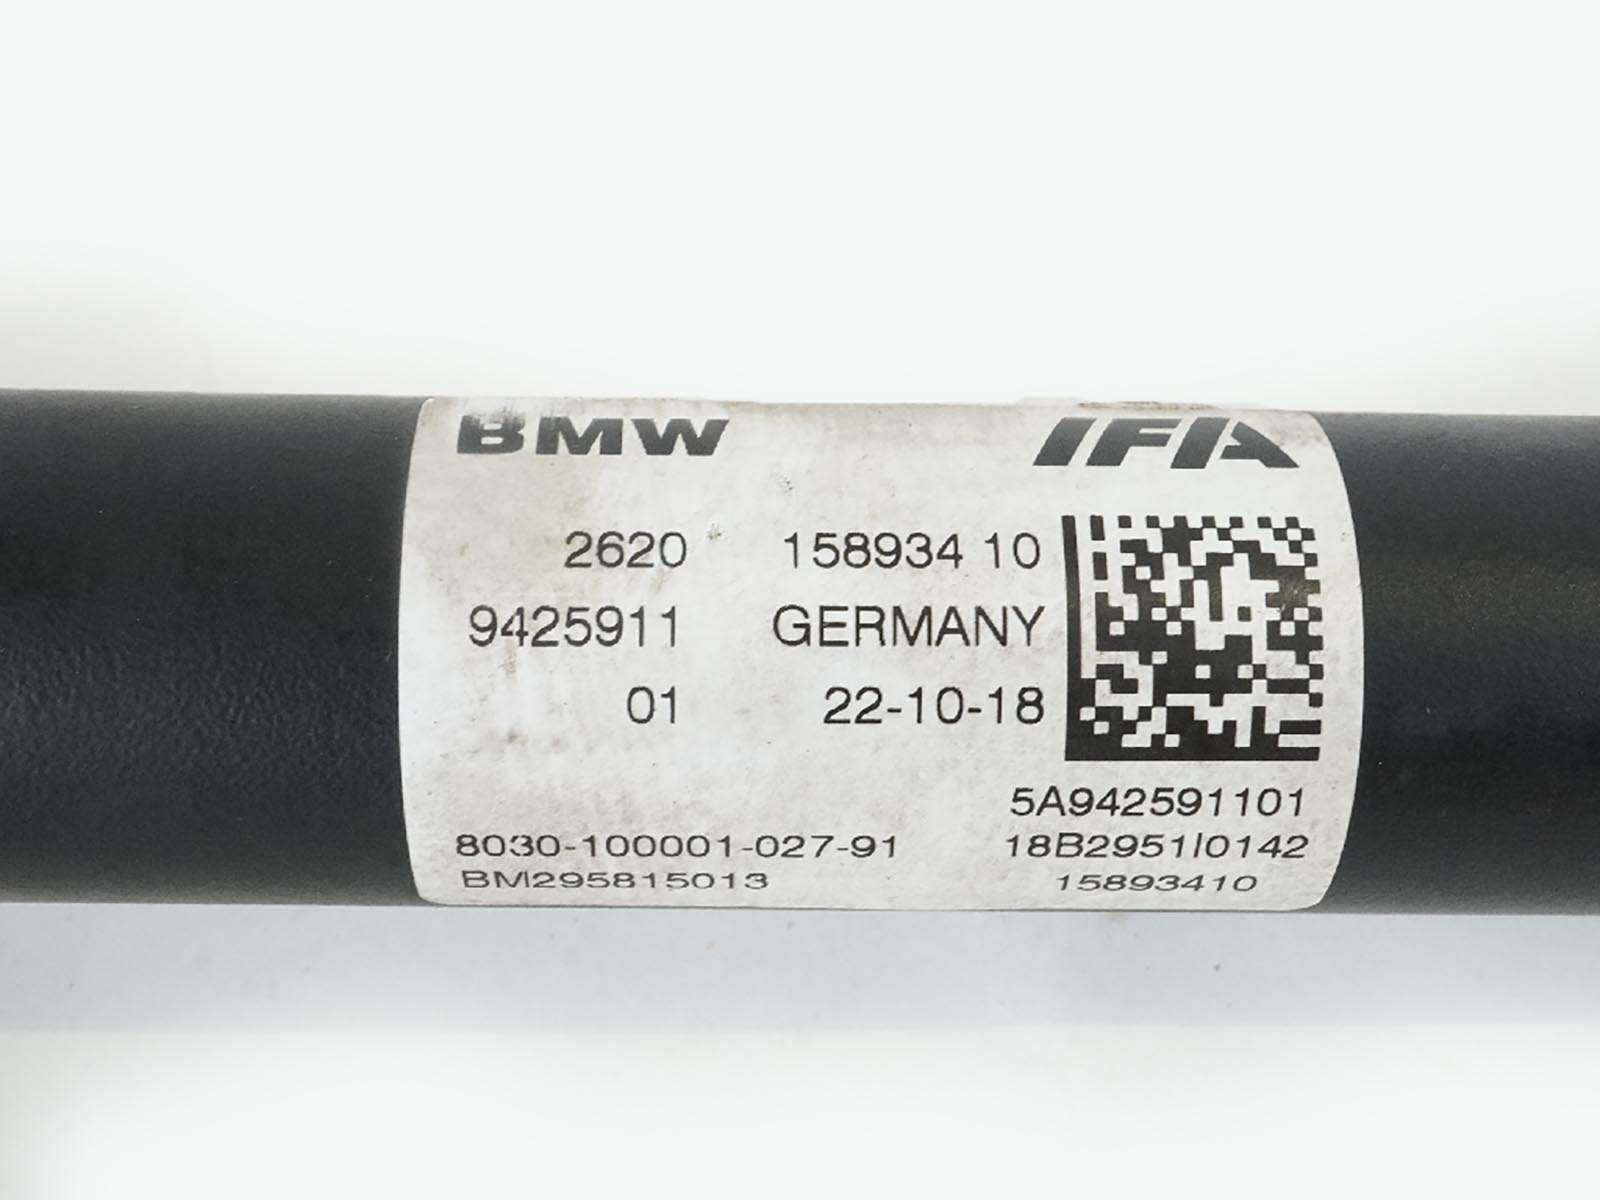 BMW IFA
2620 158934 10
9425911 GERMANY
01 22-10-18
5A942591101
8030-100001-027-91 18B2951I0142
BM295815013 15893410